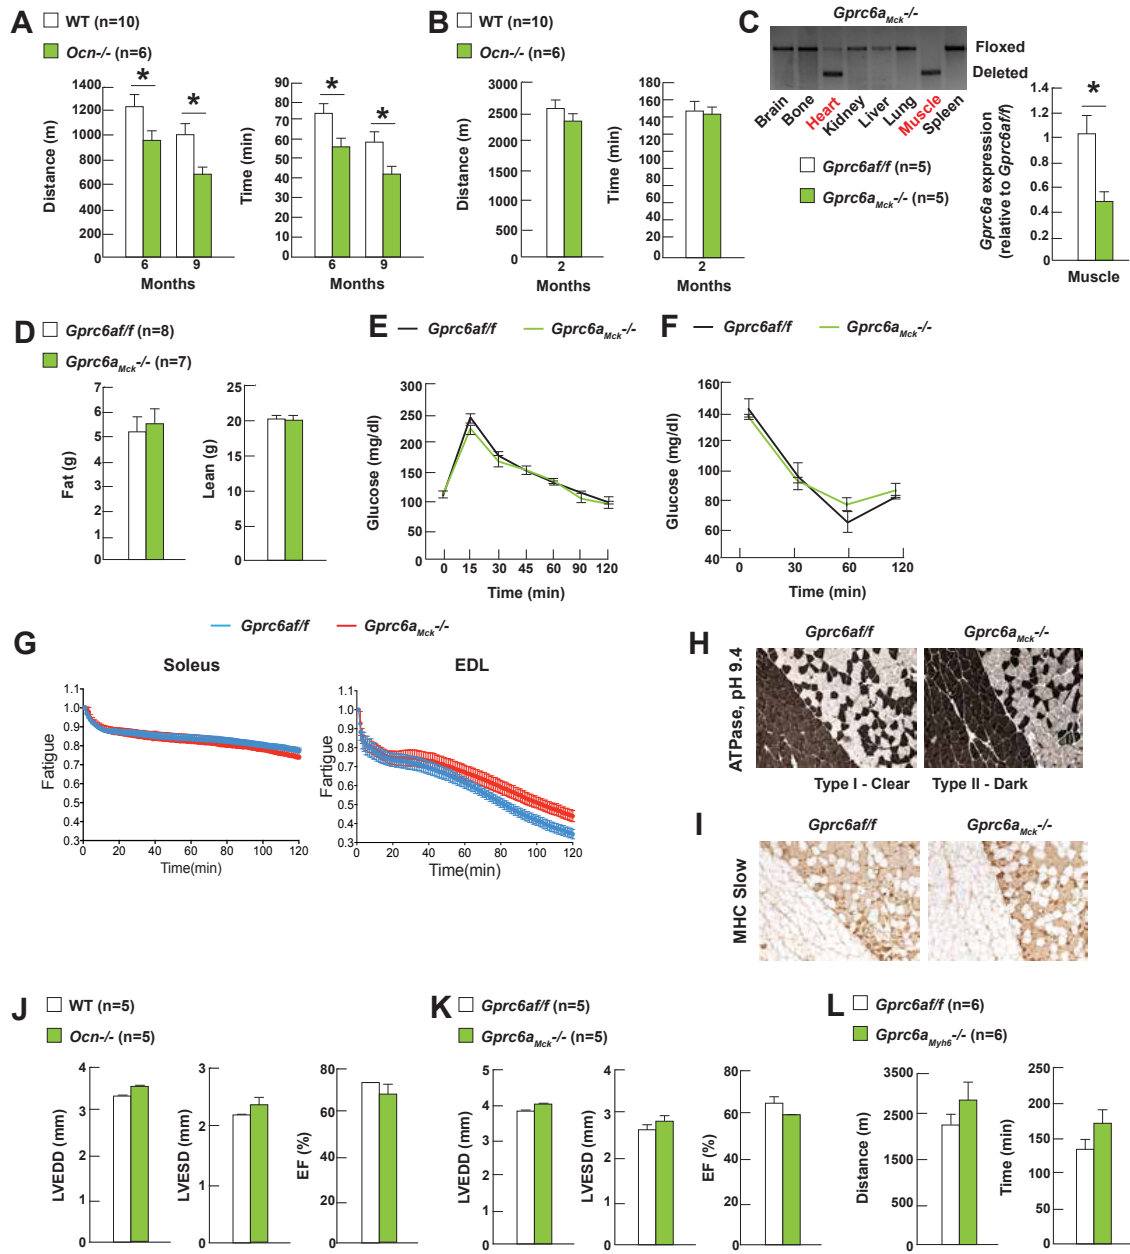 A
WT (n=10)
Ocn-/- (n=6)
Distance (m)
1400
1200
1000
800
600
400
200
0
*
*
6
9
Months
Time (min)
90
80
70
60
50
40
30
20
10
0
*
*
6
9
Months
B
WT (n=10)
Ocn-/- (n=6)
Distance (m)
3000
2500
2000
1500
1000
500
0
2
Months
Time (min)
180
160
140
120
100
80
60
40
20
0
2
Months
C
Gprc6aMck-/-
Floxed
Deleted
Brain
Bone
Heart
Kidney
Liver
Lung
Muscle
Spleen
Gprc6af/f (n=5)
Gprc6aMck-/- (n=5)
Gprc6a expression
(relative to Gprc6af/f)
1.4
1.2
1
0.8
0.6
0.4
0.2
0
*
Muscle
D
Gprc6af/f (n=8)
Gprc6aMck-/- (n=7)
Fat (g)
7
6
5
4
3
2
1
0
Lean (g)
25
20
15
10
5
0
E
Gprc6af/f
Gprc6aMck-/-
Glucose (mg/dl)
300
250
200
150
100
50
0
0 15 30 45 60 90 120
Time (min)
F
Gprc6af/f
Gprc6aMck-/-
Glucose (mg/dl)
160
140
120
100
80
60
40
0 30 60 120
Time (min)
G
Gprc6af/f
Gprc6aMck-/-
Soleus
Fatigue
1.1
1.0
0.9
0.8
0.7
0.6
0.5
0.4
0.3
0 20 40 60 80 100 120
Time(min)
EDL
Fartigue
1.1
1.0
0.9
0.8
0.7
0.6
0.5
0.4
0.3
0 20 40 60 80 100 120
Time(min)
H
Gprc6af/f
Gprc6aMck-/-
ATPase, pH 9.4
Type I - Clear
Type II - Dark
I
Gprc6af/f
Gprc6aMck-/-
MHC Slow
J
WT (n=5)
Ocn-/- (n=5)
LVEDD (mm)
4
3
2
1
0
LVESD (mm)
3
2
1
0
EF (%)
80
60
40
20
0
K
Gprc6af/f (n=5)
Gprc6aMck-/- (n=5)
LVEDD (mm)
5
4
3
2
1
0
LVESD (mm)
4
3
2
1
0
EF (%)
80
60
40
20
0
L
Gprc6af/f (n=6)
Gprc6aMyh6-/- (n=6)
Distance (m)
3500
2500
1500
500
0
Time (min)
250
200
150
100
50
0